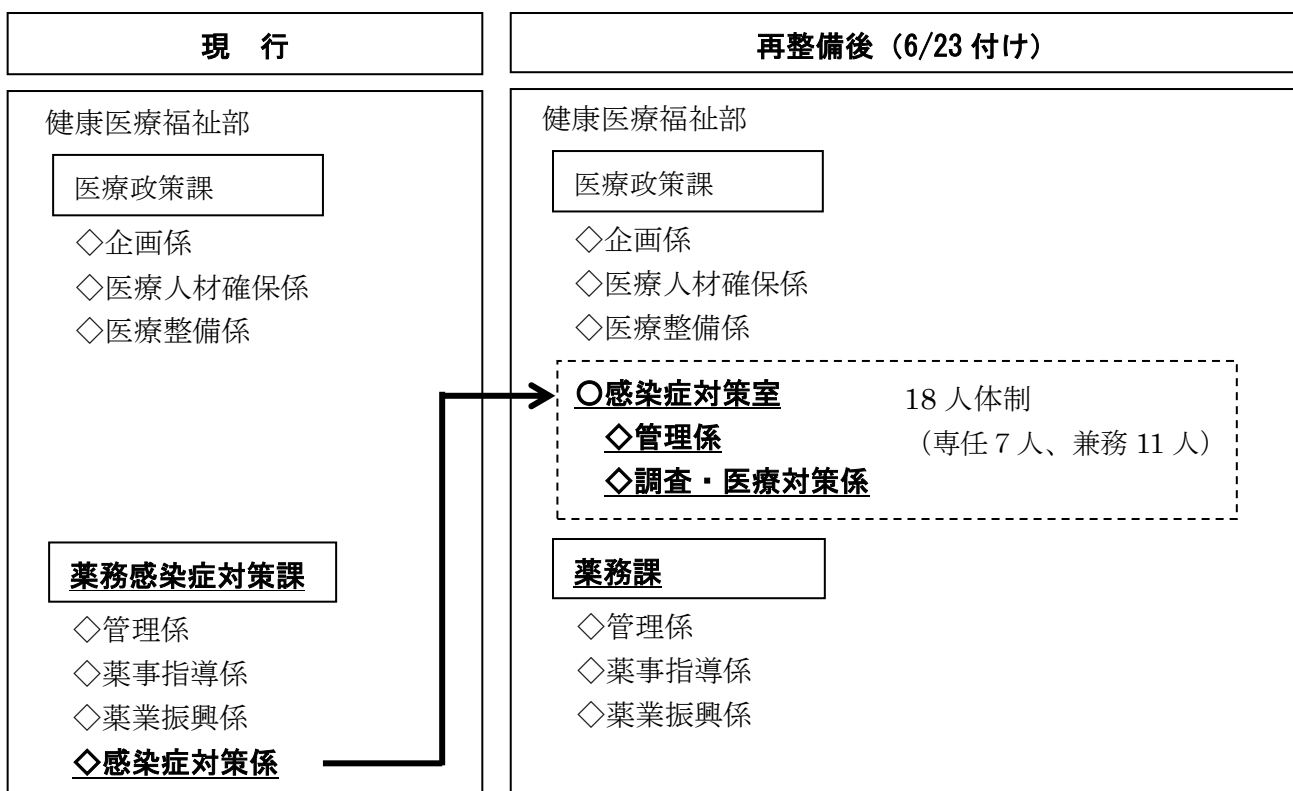 現　行
健康医療福祉部
医療政策課
◇企画係
◇医療人材確保係
◇医療整備係
薬務感染症対策課
◇管理係
◇薬事指導係
◇薬業振興係
◇感染症対策係
再整備後（6/23 付け）
健康医療福祉部
医療政策課
◇企画係
◇医療人材確保係
◇医療整備係
○感染症対策室　18 人体制
◇管理係　（専任 7 人、兼務 11 人）
◇調査・医療対策係
薬務課
◇管理係
◇薬事指導係
◇薬業振興係